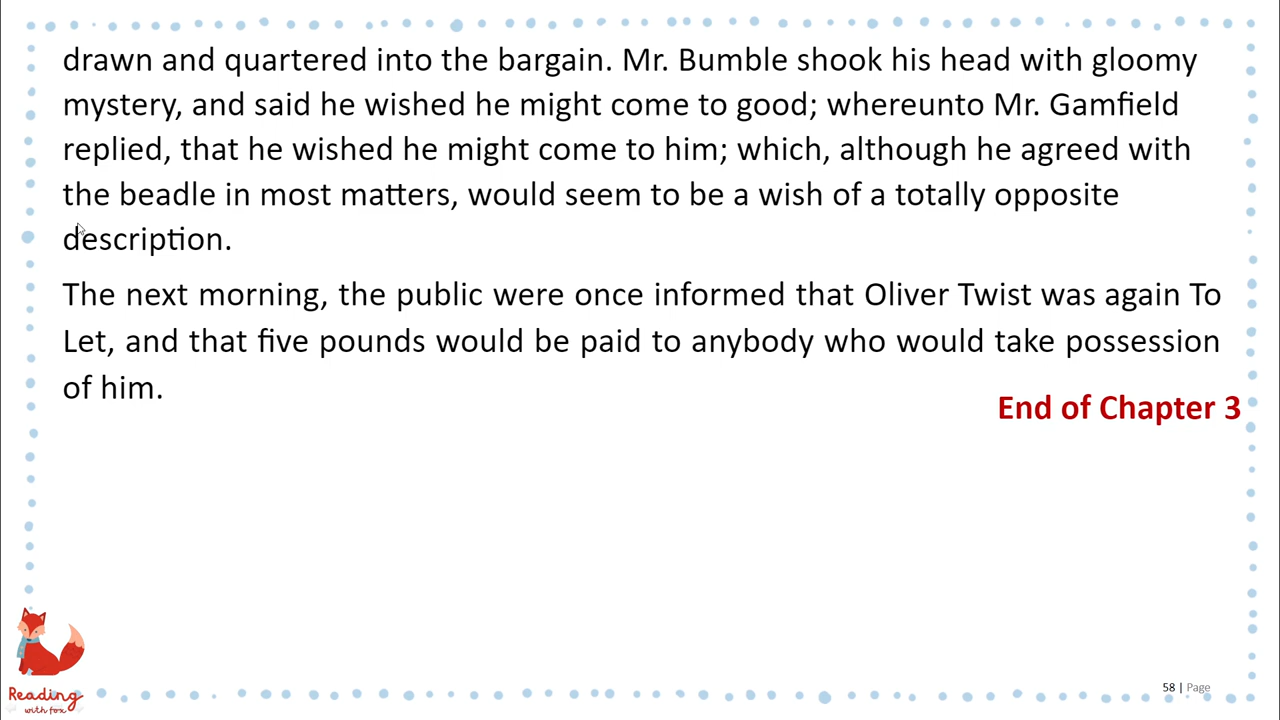 drawn and quartered into the bargain. Mr. Bumble shook his head with gloomy
mystery, and said he wished he might come to good; whereunto Mr. Gamfield
replied, that he wished he might come to him; which, although he agreed with
the beadle in most matters, would seem to be a wish of a totally opposite
description.
The next morning, the public were once informed that Oliver Twist was again To
Let, and that five pounds would be paid to anybody who would take possession
of him.
End of Chapter 3
Reading
with fox
58 | Page